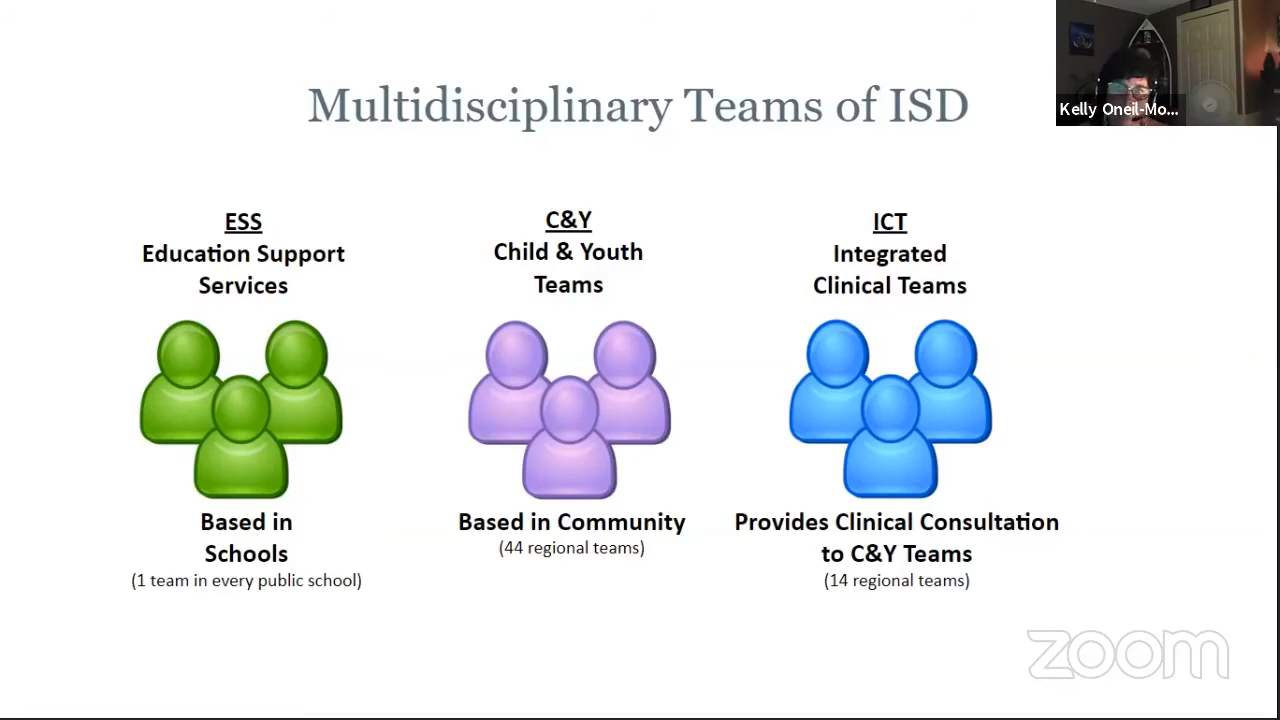 Multidisciplinary Teams of ISD
Kelly Oneil-Mo...
ESS
Education Support
Services
Based in
Schools
(1 team in every public school)
C&Y
Child & Youth
Teams
Based in Community
(44 regional teams)
ICT
Integrated
Clinical Teams
Provides Clinical Consultation
to C&Y Teams
(14 regional teams)
zoom